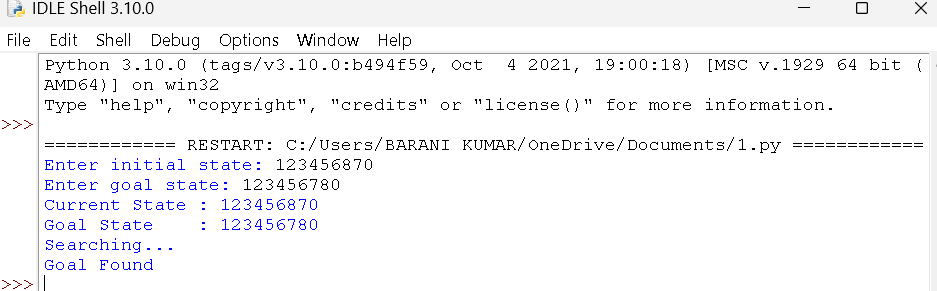 IDLE Shell 3.10.0
File Edit Shell Debug Options Window Help
Python 3.10.0 (tags/v3.10.0:b494f59, Oct  4 2021, 19:00:18) [MSC v.1929 64 bit (
AMD64)] on win32
Type "help", "copyright", "credits" or "license()" for more information.
>>>
============ RESTART: C:/Users/BARANI KUMAR/OneDrive/Documents/1.py ============
Enter initial state: 123456870
Enter goal state: 123456780
Current State : 123456870
Goal State    : 123456780
Searching...
Goal Found
>>>